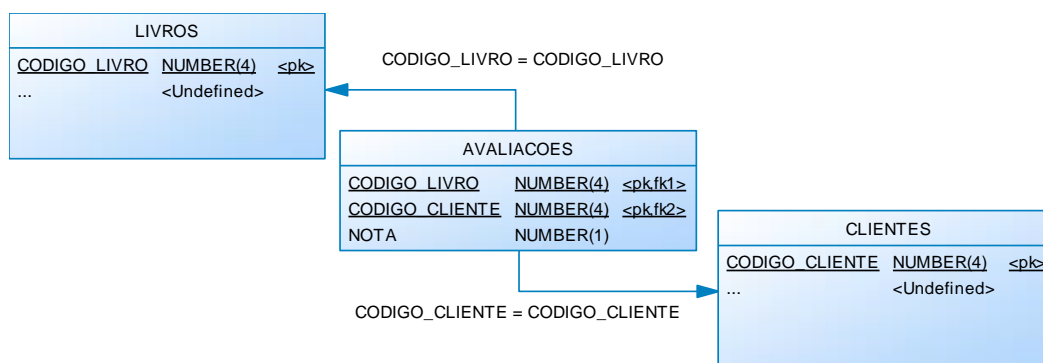 LIVROS
CODIGO_LIVRO NUMBER(4) <pk>
... <Undefined>
CODIGO_LIVRO = CODIGO_LIVRO
AVALIACOES
CODIGO_LIVRO NUMBER(4) <pk,fk1>
CODIGO_CLIENTE NUMBER(4) <pk,fk2>
NOTA NUMBER(1)
CLIENTES
CODIGO_CLIENTE NUMBER(4) <pk>
... <Undefined>
CODIGO_CLIENTE = CODIGO_CLIENTE